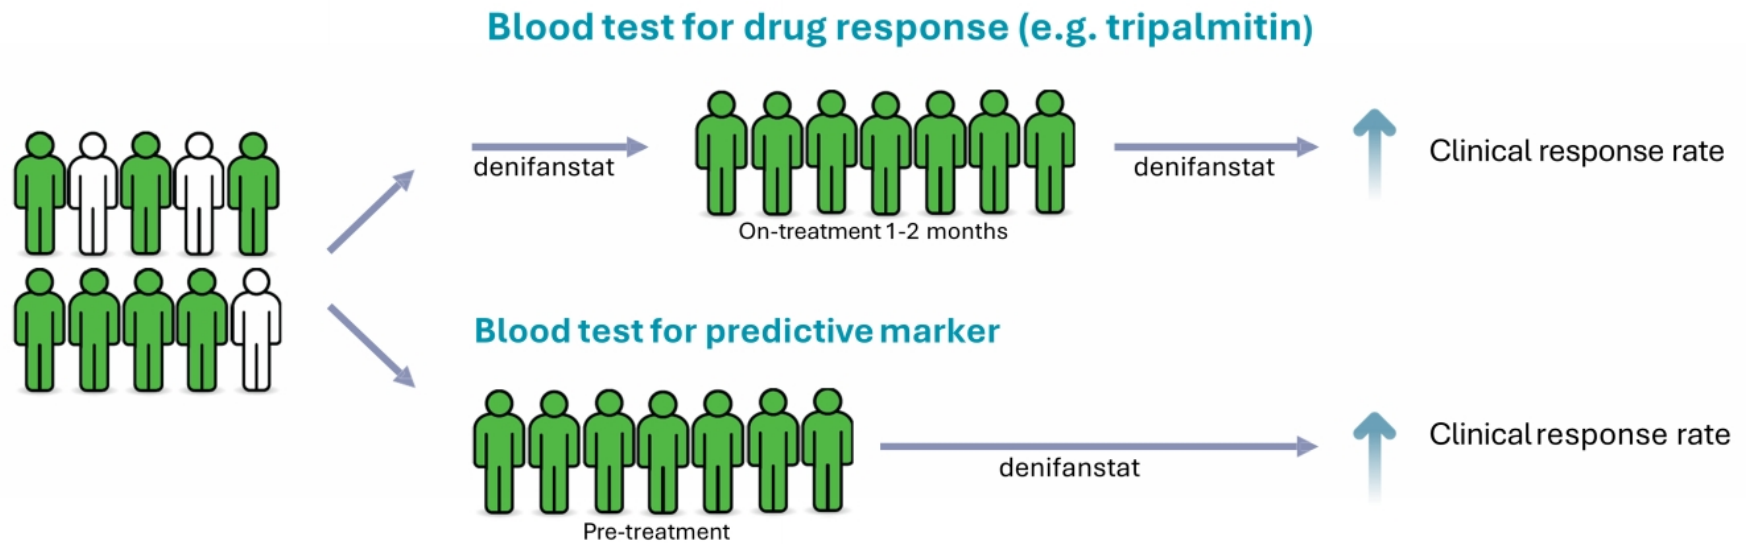 Blood test for drug response (e.g. tripalmitin)
denifanstat
denifanstat
Clinical response rate
On-treatment 1-2 months
Blood test for predictive marker
denifanstat
Clinical response rate
Pre-treatment